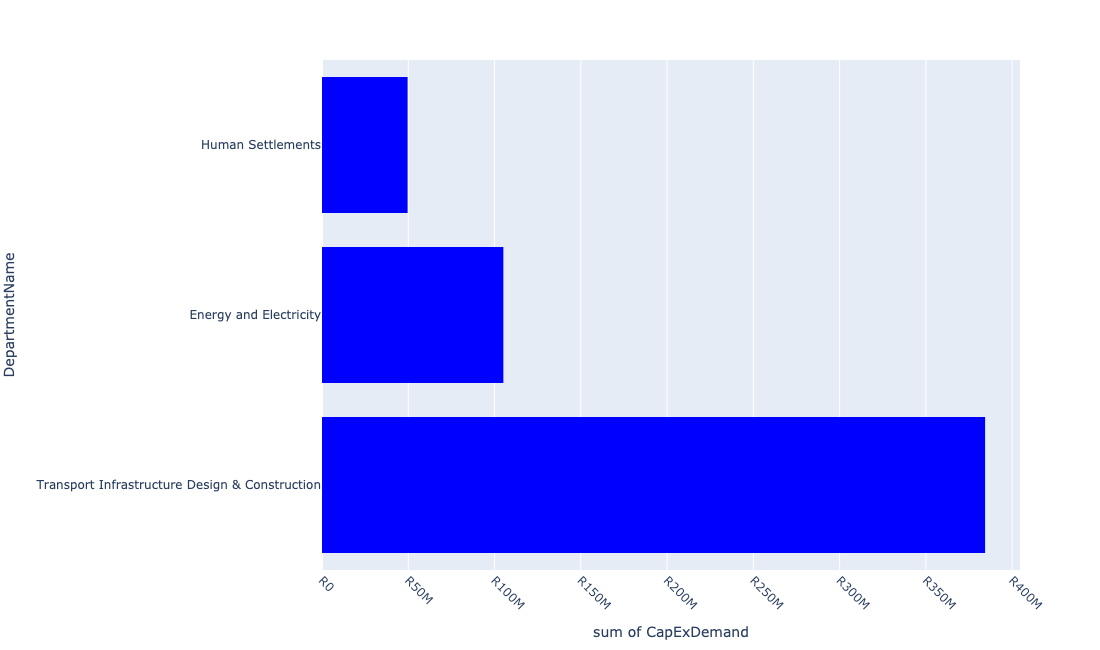 Human Settlements
Energy and Electricity
Transport Infrastructure Design & Construction
DepartmentName
R0
R50M
R100M
R150M
R200M
R250M
R300M
R350M
R400M
sum of CapExDemand